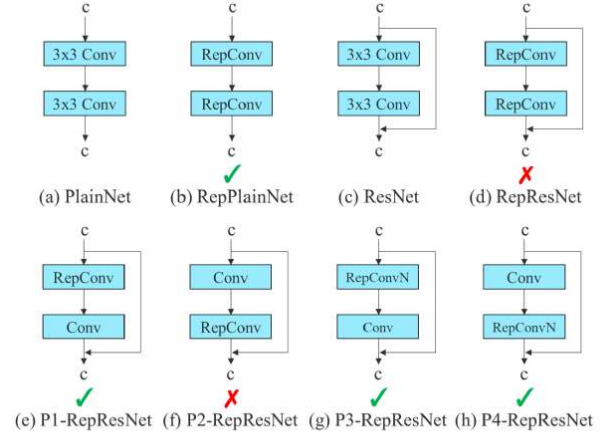 c c c c
3x3 Conv RepConv 3x3 Conv RepConv
3x3 Conv RepConv 3x3 Conv RepConv
c c c c
(a) PlainNet (b) RepPlainNet (c) ResNet (d) RepResNet
c c c c
RepConv Conv RepConvN Conv
Conv RepConv Conv RepConvN
c c c c
(e) P1-RepResNet (f) P2-RepResNet (g) P3-RepResNet (h) P4-RepResNet